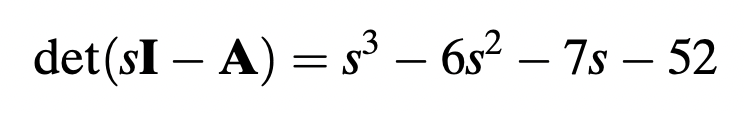 det(sI − A) = s³ − 6s² − 7s − 52